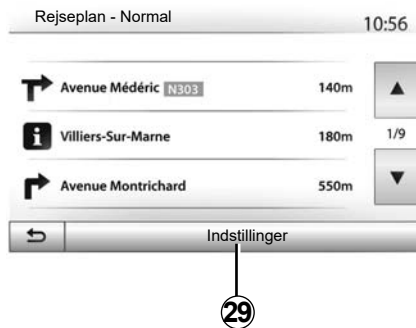 Rejseplan - Normal 10:56
Avenue Médéric N303 140m
Villiers-Sur-Marne 180m
1/9
Avenue Montrichard 550m
Indstillinger
29